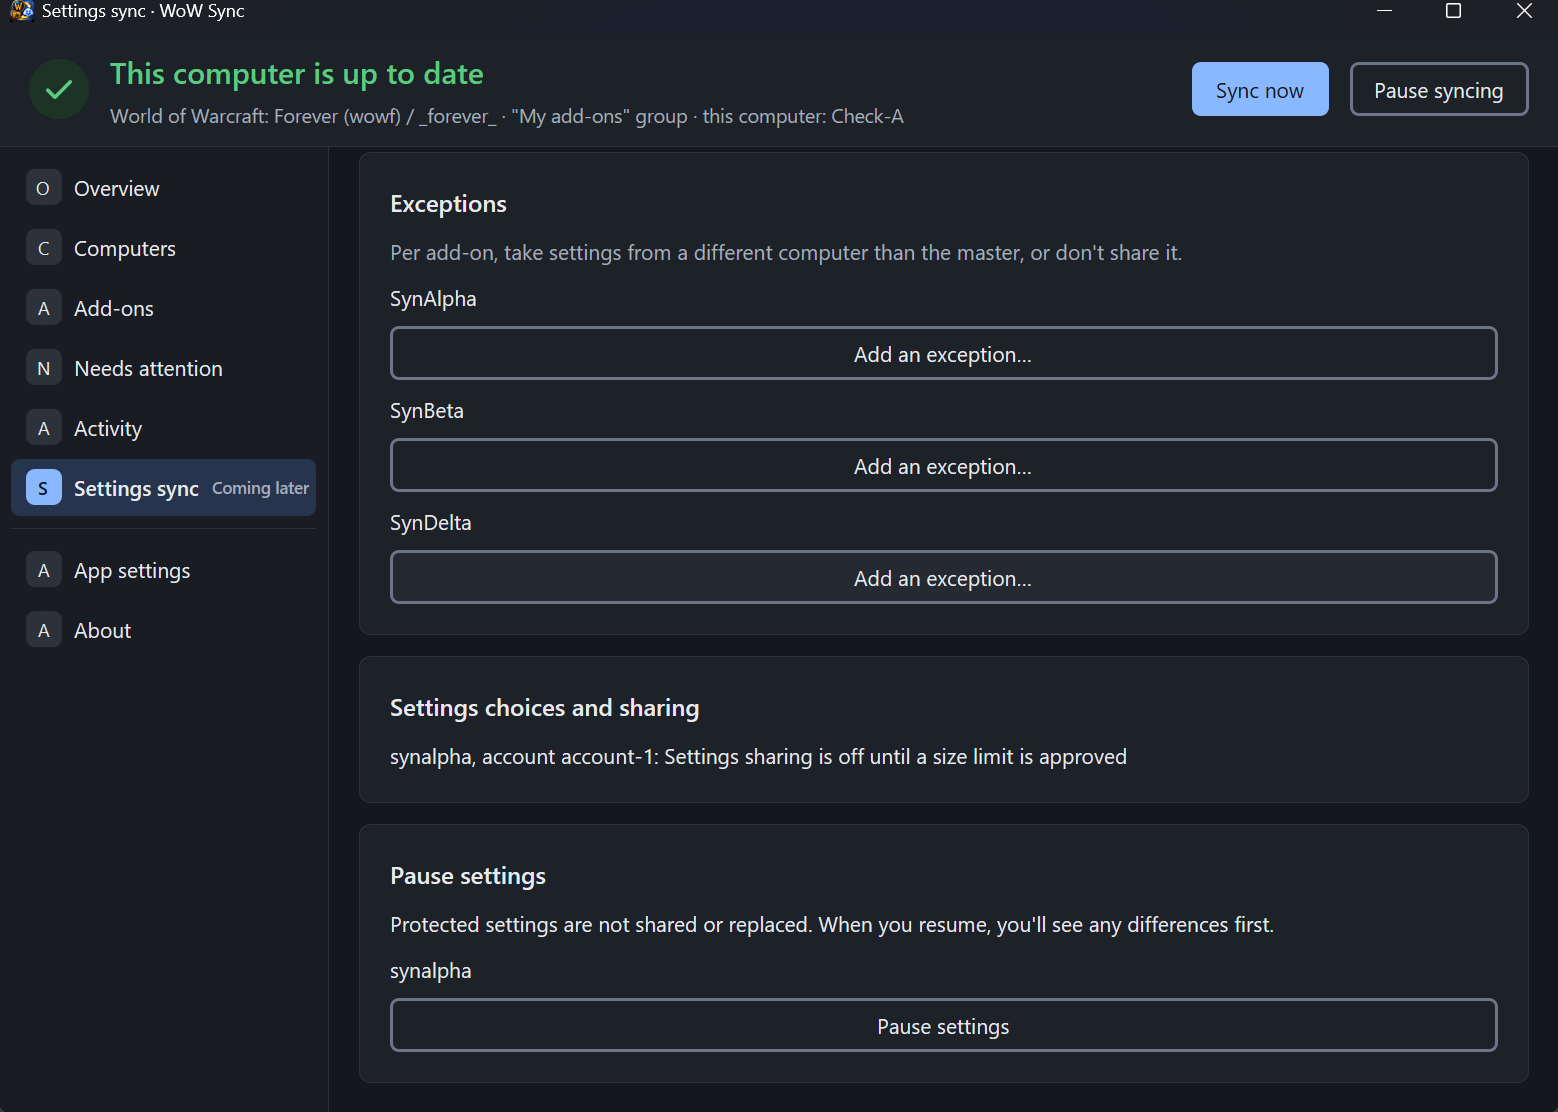 Settings sync · WoW Sync
This computer is up to date
World of Warcraft: Forever (wowf) / _forever_ · "My add-ons" group · this computer: Check-A
Sync now
Pause syncing
O Overview
C Computers
A Add-ons
N Needs attention
A Activity
S Settings sync Coming later
A App settings
A About
Exceptions
Per add-on, take settings from a different computer than the master, or don't share it.
SynAlpha
Add an exception...
SynBeta
Add an exception...
SynDelta
Add an exception...
Settings choices and sharing
synalpha, account account-1: Settings sharing is off until a size limit is approved
Pause settings
Protected settings are not shared or replaced. When you resume, you'll see any differences first.
synalpha
Pause settings